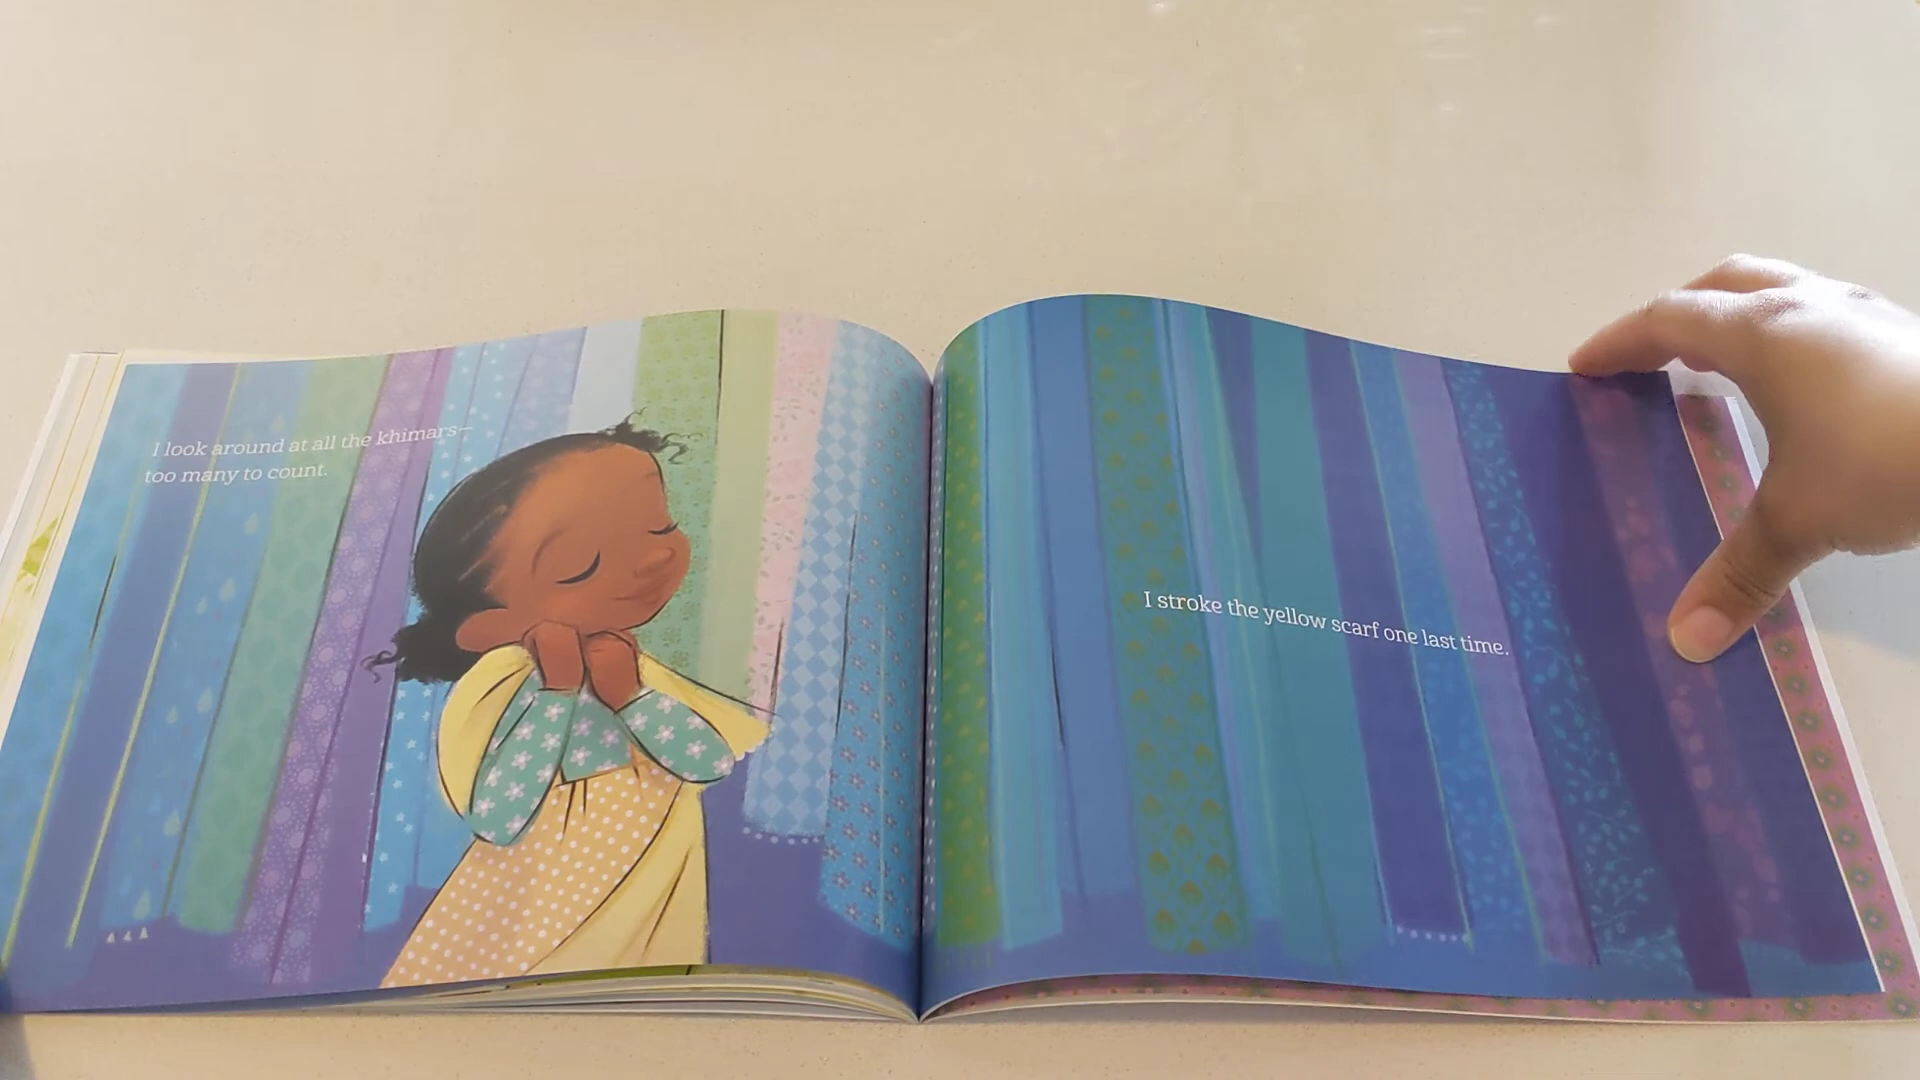 I look around at all the khimars—
too many to count.
I stroke the yellow scarf one last time.